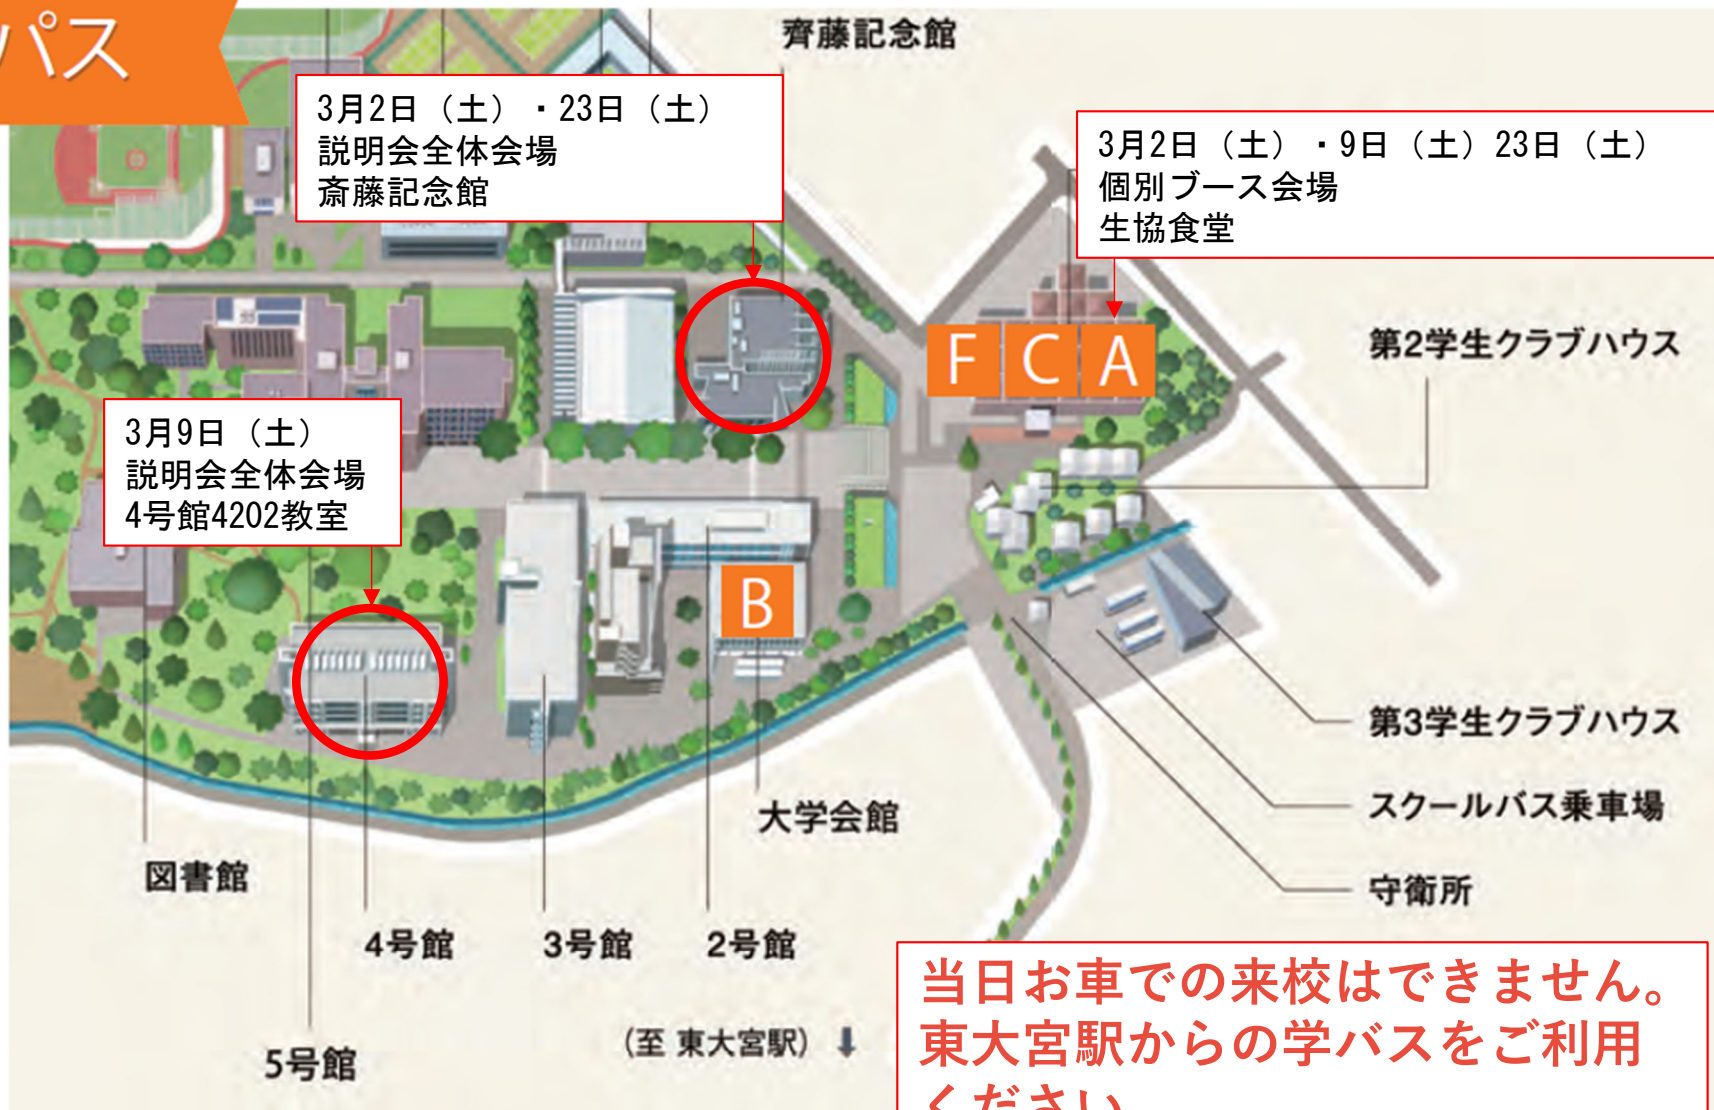 パス
齊藤記念館
3月2日（土）・23日（土）
説明会全体会場
斎藤記念館
3月2日（土）・9日（土）23日（土）
個別ブース会場
生協食堂
F C A
第2学生クラブハウス
3月9日（土）
説明会全体会場
4号館4202教室
B
第3学生クラブハウス
スクールバス乗車場
守衛所
大学会館
図書館
4号館
3号館
2号館
5号館
（至 東大宮駅）⬇
当日お車での来校はできません。
東大宮駅からの学バスをご利用
ください